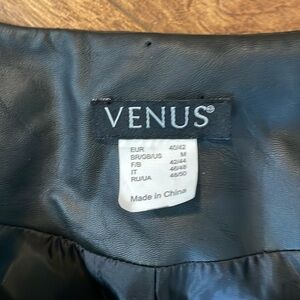 VENUS®
EUR 40/42
BR/GB/US M
F/B 42/44
IT 46/48
RU/UA 48/50
Made in China